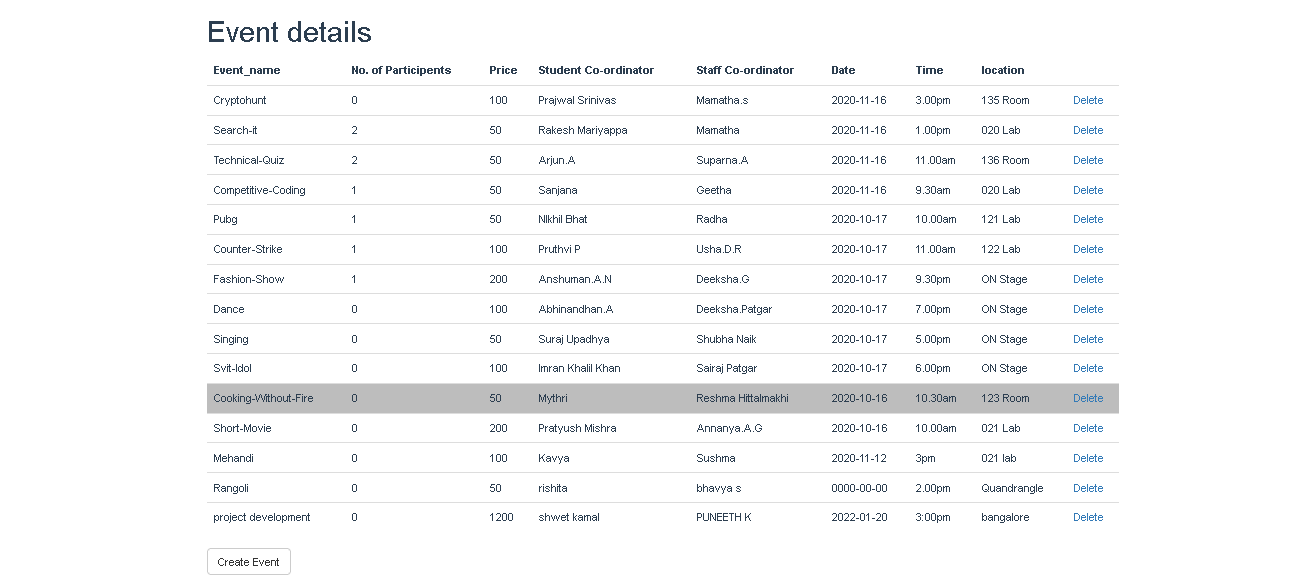 Event details
Event_name No. of Participants Price Student Co-ordinator Staff Co-ordinator Date Time location
Cryptohunt 0 100 Prajwal Srinivas Mamatha.s 2020-11-16 3.00pm 135 Room Delete
Search-it 2 50 Rakesh Mariyappa Mamatha 2020-11-16 1.00pm 020 Lab Delete
Technical-Quiz 2 50 Arjun.A Suparna.A 2020-11-16 11.00am 136 Room Delete
Competitive-Coding 1 50 Sanjana Geetha 2020-11-16 9.30am 020 Lab Delete
Pubg 1 50 NIkhil Bhat Radha 2020-10-17 10.00am 121 Lab Delete
Counter-Strike 1 100 Pruthvi P Usha.D.R 2020-10-17 11.00am 122 Lab Delete
Fashion-Show 1 200 Anshuman.A.N Deeksha.G 2020-10-17 9.30pm ON Stage Delete
Dance 0 100 Abhinandhan.A Deeksha.Patgar 2020-10-17 7.00pm ON Stage Delete
Singing 0 50 Suraj Upadhya Shubha Naik 2020-10-17 5.00pm ON Stage Delete
Svit-Idol 0 100 Imran Khalil Khan Sairaj Patgar 2020-10-17 6.00pm ON Stage Delete
Cooking-Without-Fire 0 50 Mythri Reshma Hittalmakhi 2020-10-16 10.30am 123 Room Delete
Short-Movie 0 200 Pratyush Mishra Annanya.A.G 2020-10-16 10.00am 021 Lab Delete
Mehandi 0 100 Kavya Sushma 2020-11-12 3pm 021 lab Delete
Rangoli 0 50 rishita bhavya s 0000-00-00 2.00pm Quandrangle Delete
project development 0 1200 shwet kamal PUNEETH K 2022-01-20 3:00pm bangalore Delete
Create Event